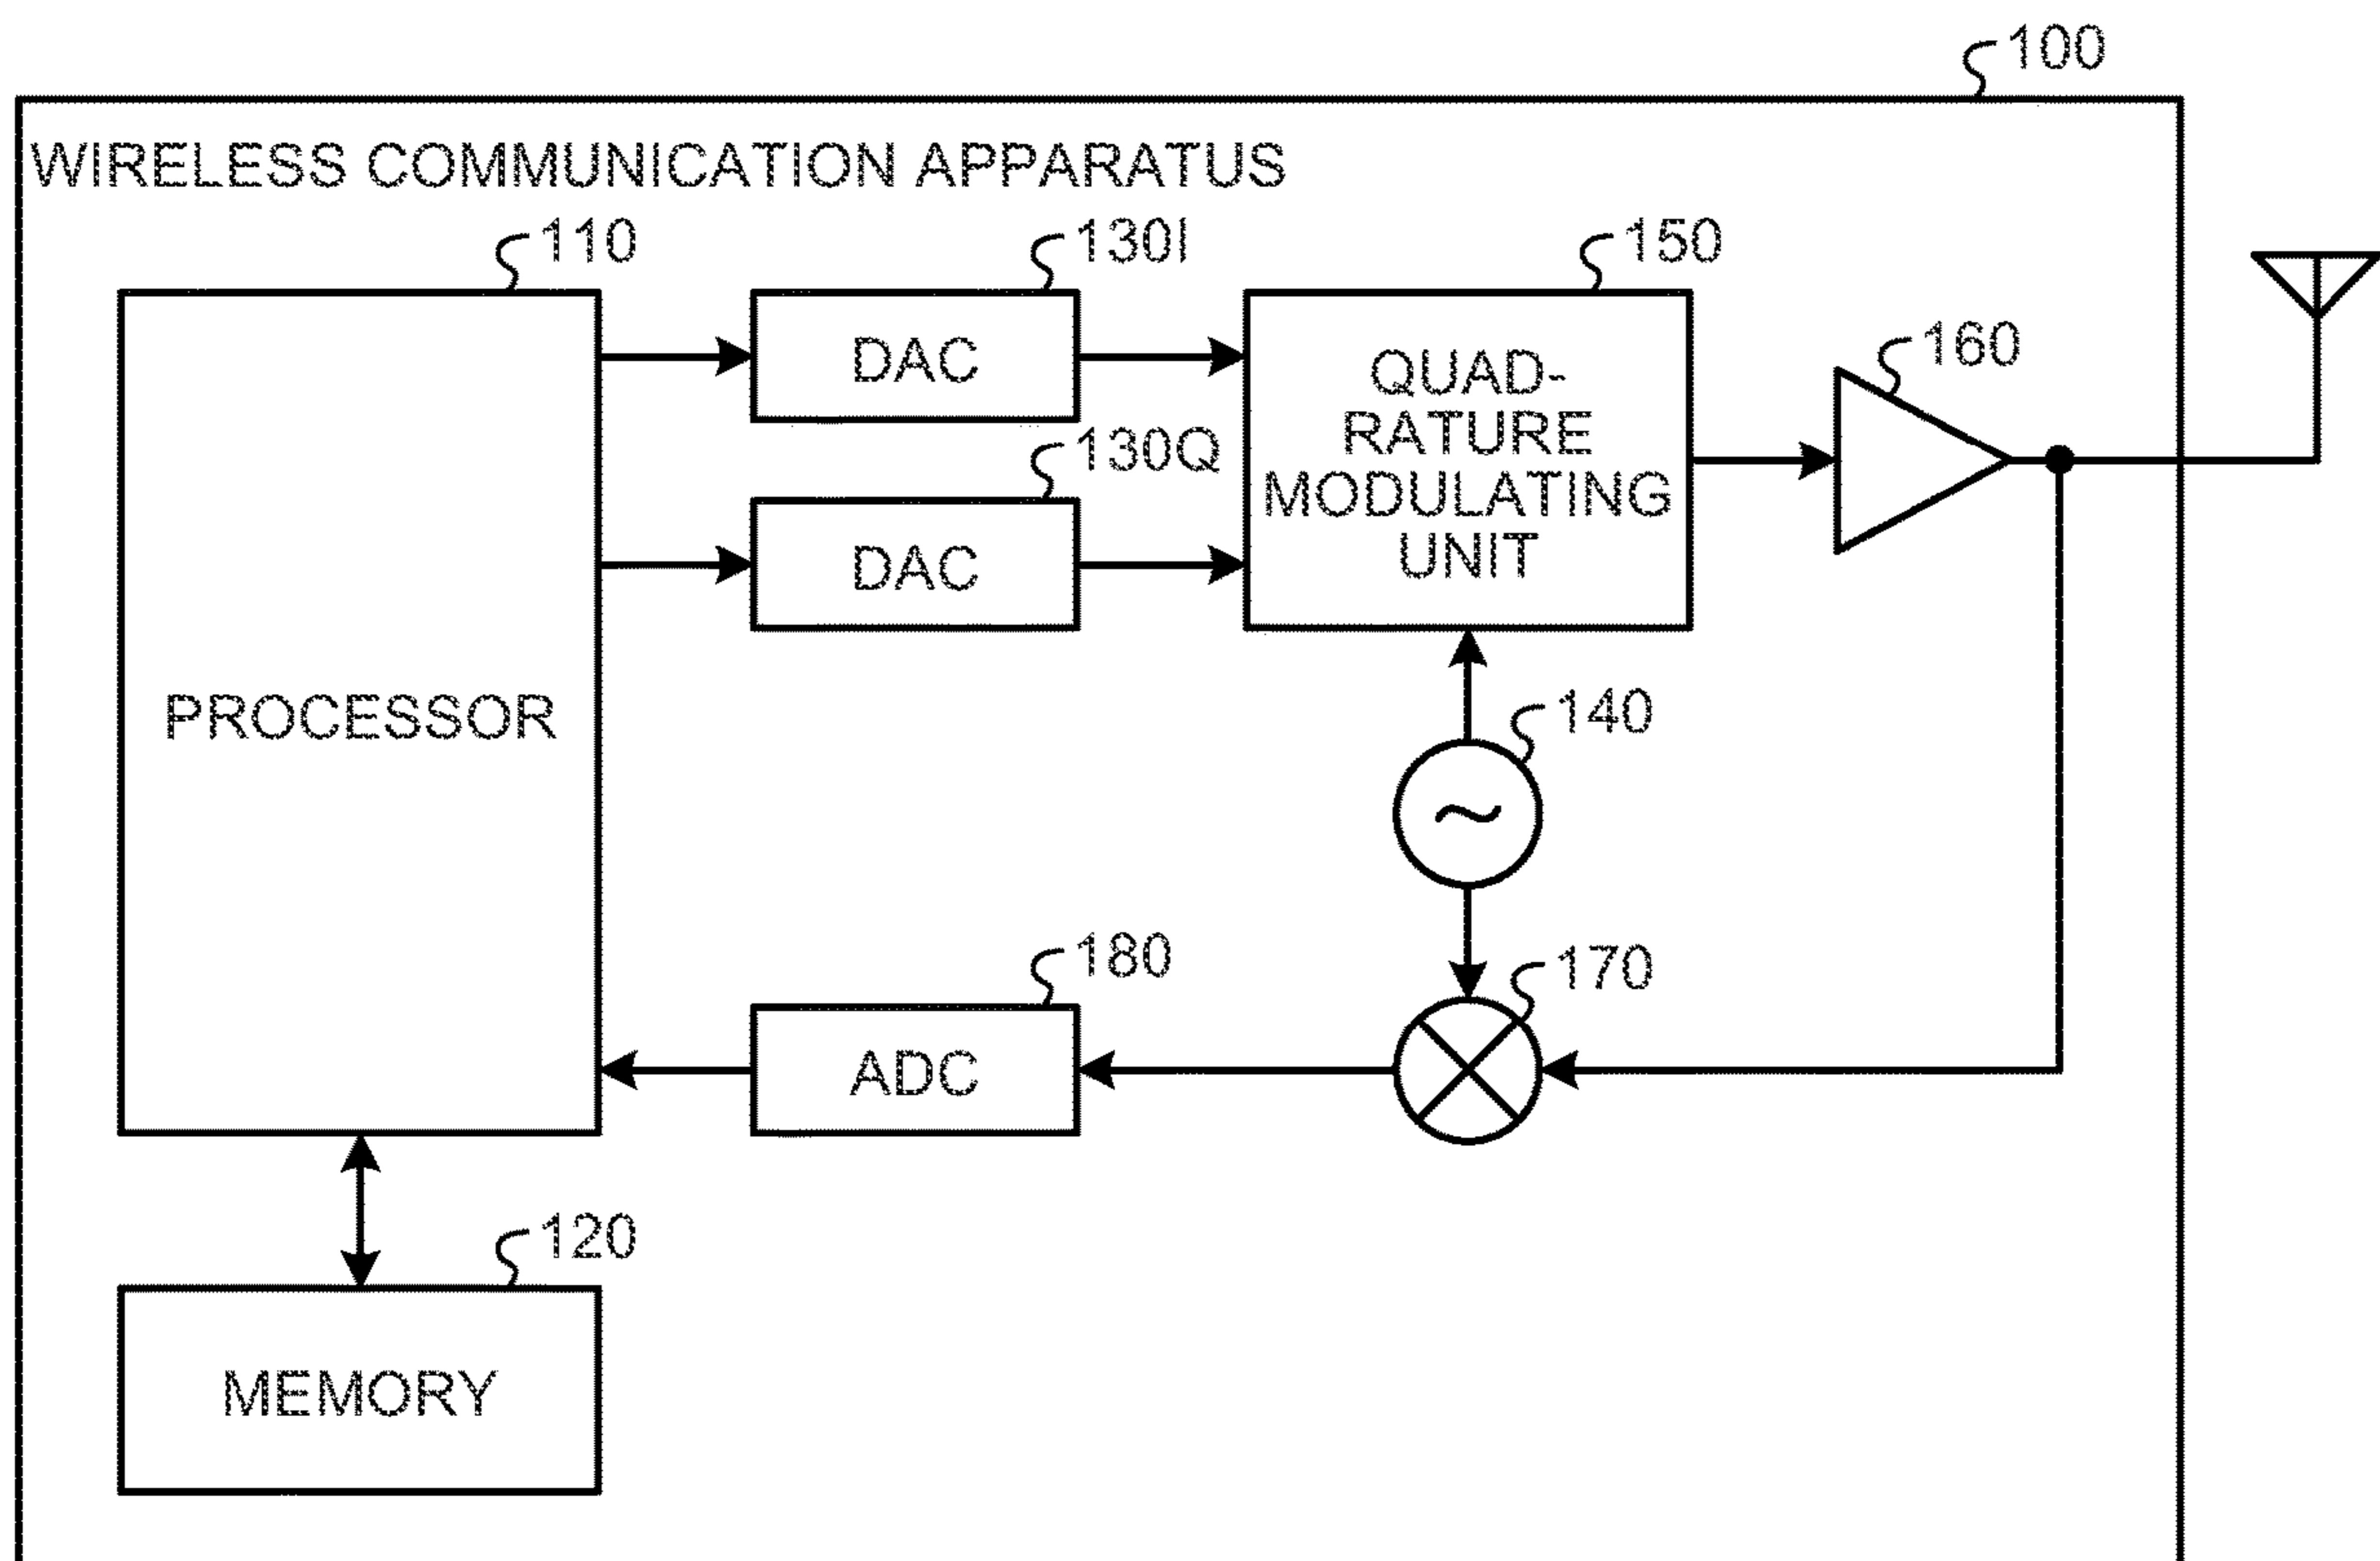 100
WIRELESS COMMUNICATION APPARATUS
110
130I
150
DAC
QUAD-
RATURE
MODULATING
UNIT
160
130Q
DAC
PROCESSOR
140
~
180
170
ADC
120
MEMORY